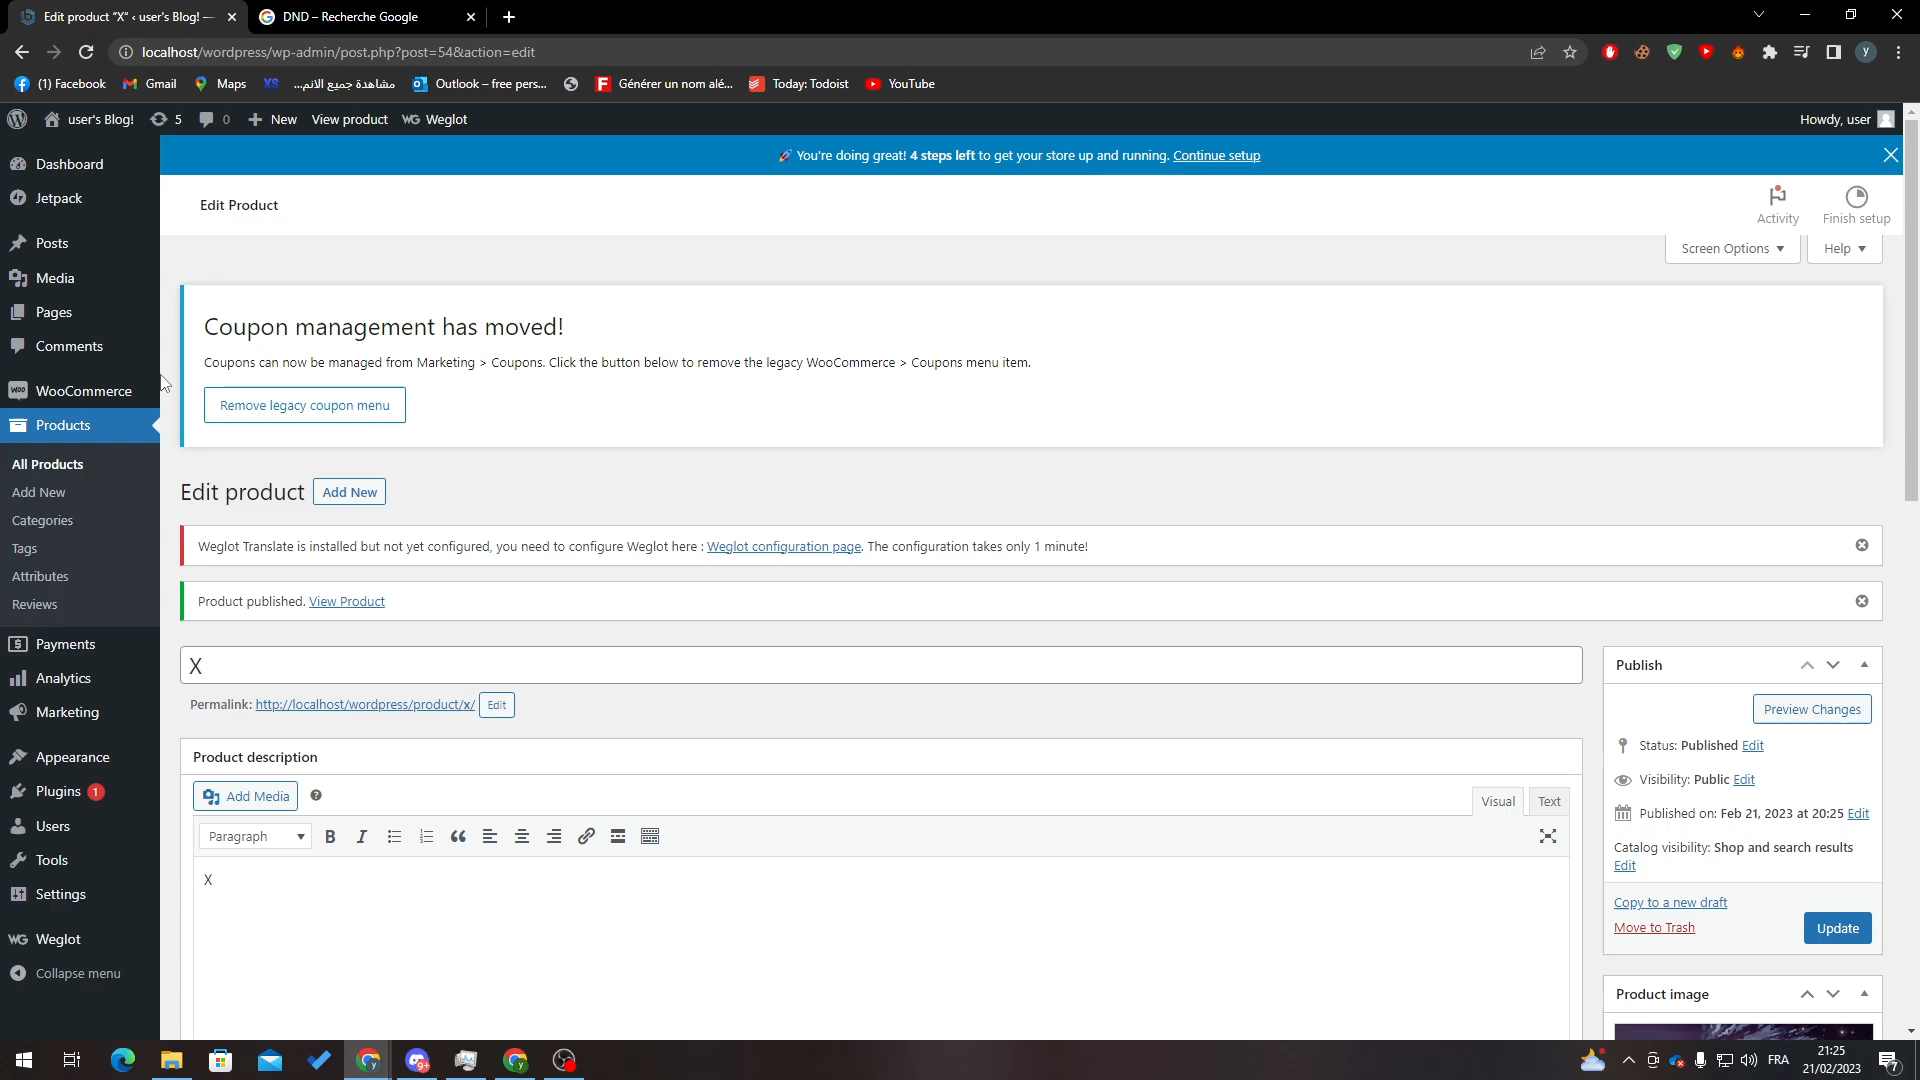 Edit product "X" ‹ user's Blog! —
DND – Recherche Google
localhost/wordpress/wp-admin/post.php?post=54&action=edit
y
(1) Facebook
Gmail
Maps
XS
مشاهدة جميع الانم...
Outlook – free pers...
F
Générer un nom alé...
Today: Todoist
YouTube
user's Blog!
5
0
New
View product
WG Weglot
Howdy, user
Dashboard
Jetpack
Posts
Media
Pages
Comments
WooCommerce
Products
All Products
Add New
Categories
Tags
Attributes
Reviews
Payments
Analytics
Marketing
Appearance
Plugins 1
Users
Tools
Settings
WG Weglot
Collapse menu
You're doing great! 4 steps left to get your store up and running. Continue setup
Edit Product
Activity
Finish setup
Screen Options
Help
Coupon management has moved!
Coupons can now be managed from Marketing > Coupons. Click the button below to remove the legacy WooCommerce > Coupons menu item.
Remove legacy coupon menu
Edit product
Add New
Weglot Translate is installed but not yet configured, you need to configure Weglot here : Weglot configuration page. The configuration takes only 1 minute!
Product published. View Product
X
Permalink: http://localhost/wordpress/product/x/ Edit
Product description
Add Media
Visual
Text
Paragraph
B I
X
Publish
Preview Changes
Status: Published Edit
Visibility: Public Edit
Published on: Feb 21, 2023 at 20:25 Edit
Catalog visibility: Shop and search results
Edit
Copy to a new draft
Move to Trash
Update
Product image
9+
FRA
21:25
21/02/2023
7